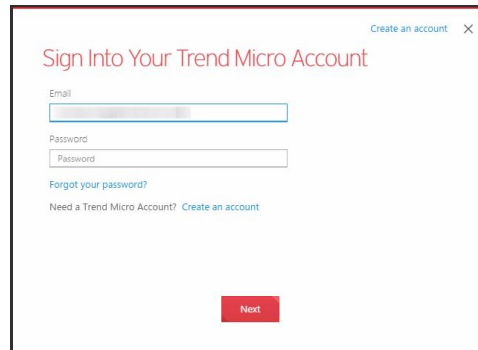 Create an account
Sign Into Your Trend Micro Account
Email
Password
Password
Forgot your password?
Need a Trend Micro Account? Create an account
Next